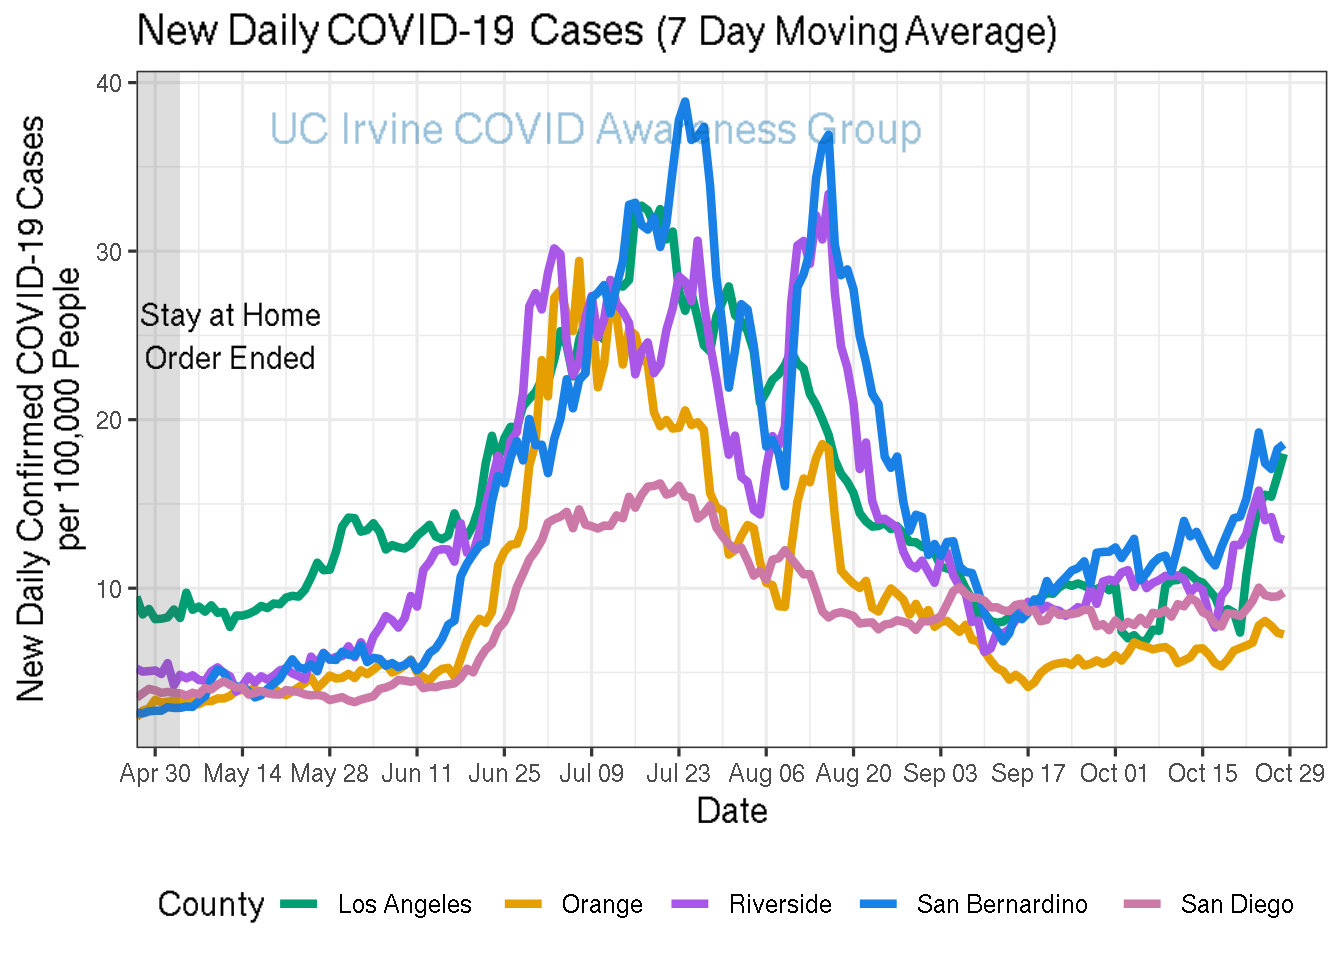 New Daily COVID-19 Cases (7 Day Moving Average)
UC Irvine COVID Awareness Group
New Daily Confirmed COVID-19 Cases
per 100,000 People
40
30
20
10
Stay at Home
Order Ended
Apr 30 May 14 May 28 Jun 11 Jun 25 Jul 09 Jul 23 Aug 06 Aug 20 Sep 03 Sep 17 Oct 01 Oct 15 Oct 29
Date
County Los Angeles Orange Riverside San Bernardino San Diego